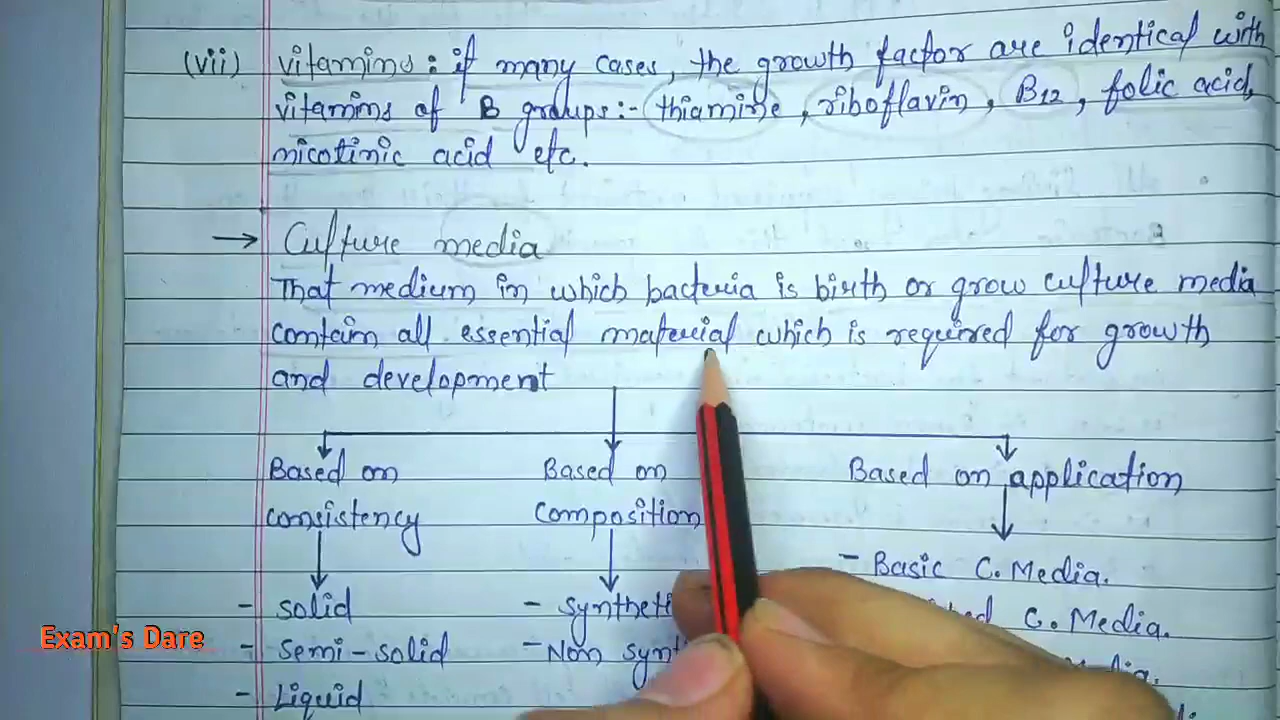 (vii) vitamins : if many cases, the growth factor are identical with
vitamins of B groups:- thiamine, riboflavin, B12, folic acid,
nicotinic acid etc.
→ Culture media
That medium in which bacteria is birth or grow culture media
contain all essential material which is required for growth
and development
Based on consistency
Based on composition
Based on application
- solid
- Semi-solid
- Liquid
- Syntheti
- Non synt
- Basic C. Media.
C. Media.
Exam's Dare